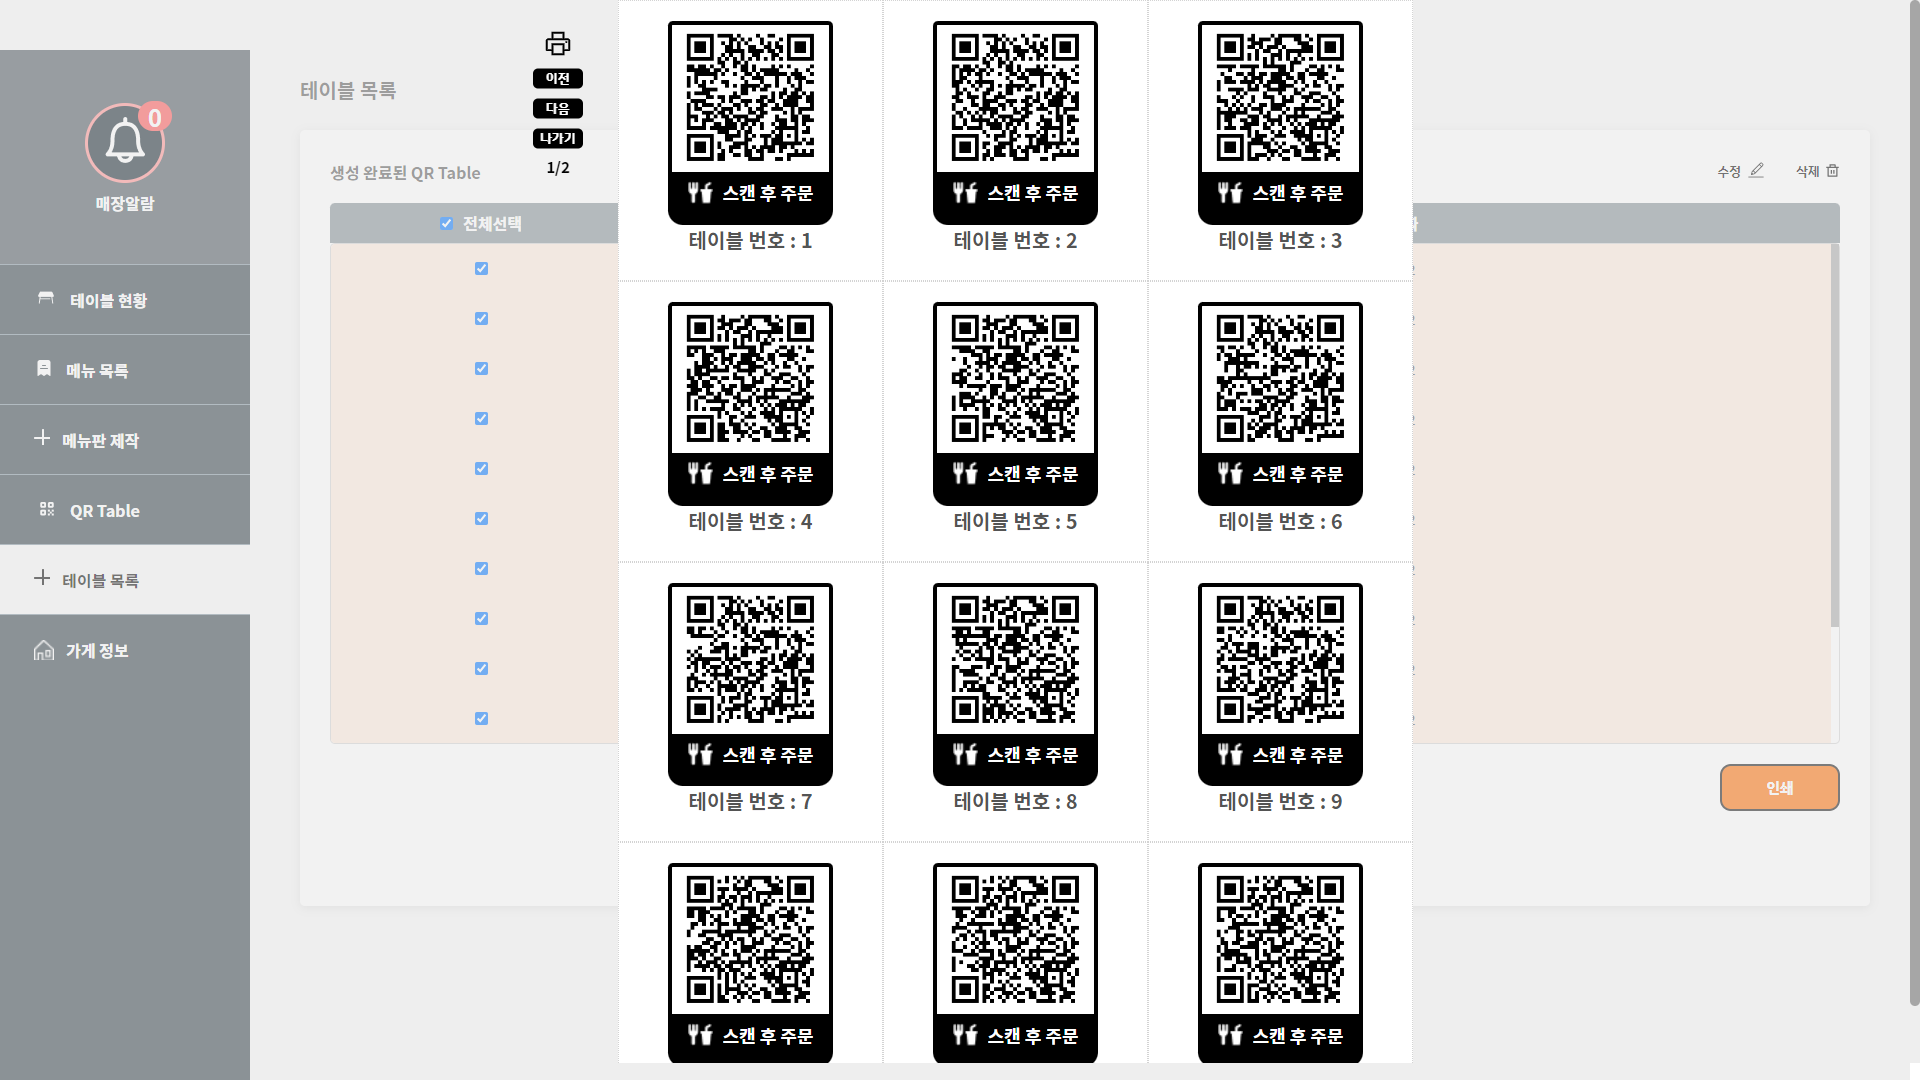 0
매장알람
테이블 현황
메뉴 목록
메뉴판 제작
QR Table
테이블 목록
가게 정보
테이블 목록
생성 완료된 QR Table
전체선택
이전
다음
나가기
1/2
스캔 후 주문
스캔 후 주문
스캔 후 주문
테이블 번호 : 1
테이블 번호 : 2
테이블 번호 : 3
스캔 후 주문
스캔 후 주문
스캔 후 주문
테이블 번호 : 4
테이블 번호 : 5
테이블 번호 : 6
스캔 후 주문
스캔 후 주문
스캔 후 주문
테이블 번호 : 7
테이블 번호 : 8
테이블 번호 : 9
스캔 후 주문
스캔 후 주문
스캔 후 주문
수정
삭제
인쇄